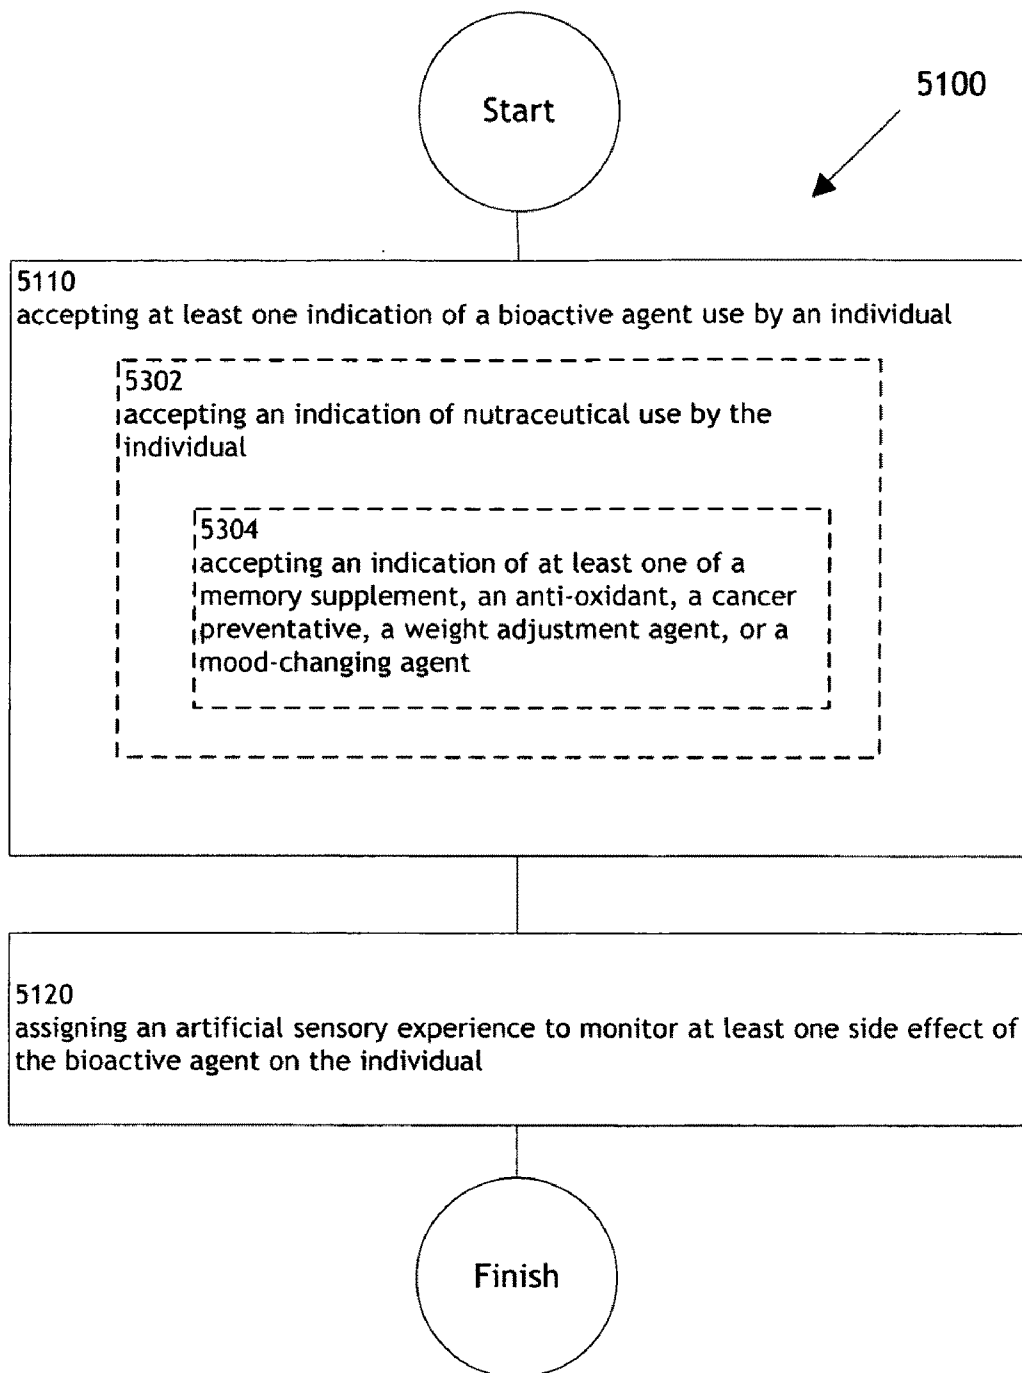 Start
5100
5110
accepting at least one indication of a bioactive agent use by an individual
5302
accepting an indication of nutraceutical use by the
individual
5304
accepting an indication of at least one of a
memory supplement, an anti-oxidant, a cancer
preventative, a weight adjustment agent, or a
mood-changing agent
5120
assigning an artificial sensory experience to monitor at least one side effect of
the bioactive agent on the individual
Finish